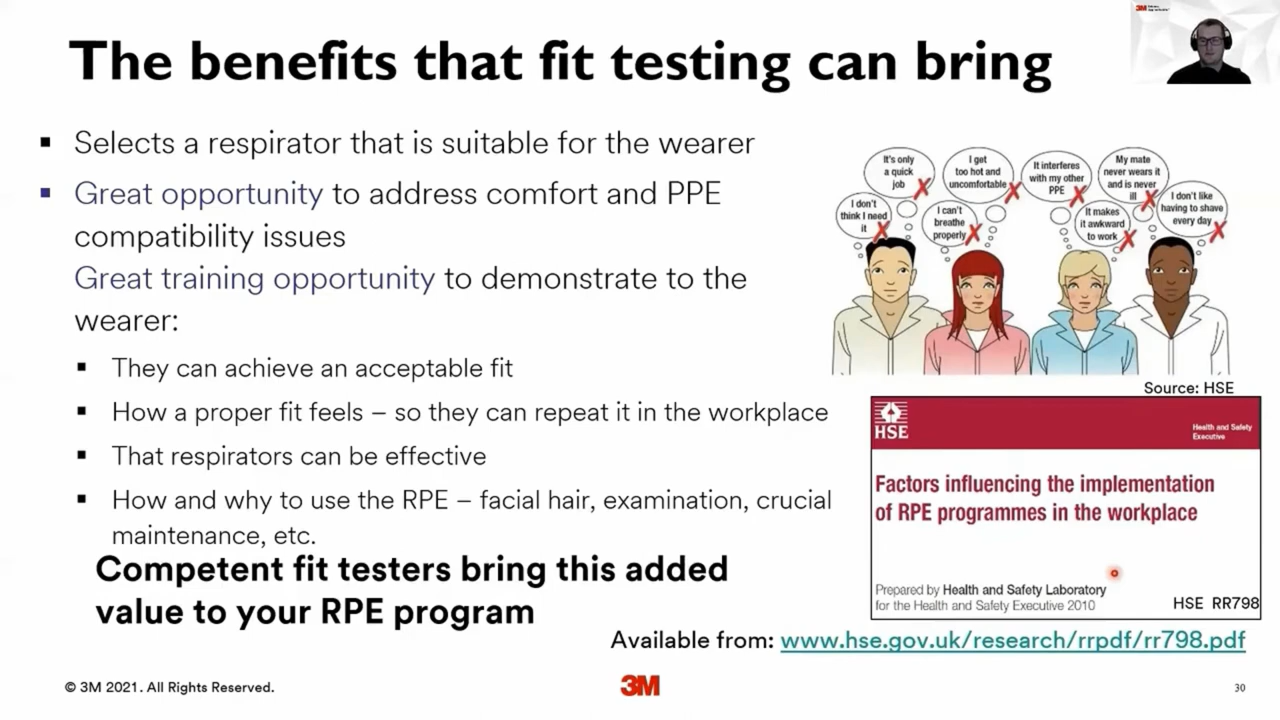 The benefits that fit testing can bring
3M
▪ Selects a respirator that is suitable for the wearer
▪ Great opportunity to address comfort and PPE
compatibility issues
Great training opportunity to demonstrate to the
wearer:
▪ They can achieve an acceptable fit
▪ How a proper fit feels – so they can repeat it in the workplace
▪ That respirators can be effective
▪ How and why to use the RPE – facial hair, examination, crucial
maintenance, etc.
Competent fit testers bring this added
value to your RPE program
I don't
think I need
it
It's only
a quick
job
I can't
breathe
properly
I get
too hot and
uncomfortable
It interferes
with my other
PPE
It makes
it awkward
to work
My mate
never wears it
and is never
ill
I don't like
having to shave
every day
Source: HSE
HSE
Health and Safety
Executive
Factors influencing the implementation
of RPE programmes in the workplace
Prepared by Health and Safety Laboratory
for the Health and Safety Executive 2010
HSE RR798
Available from: www.hse.gov.uk/research/rrpdf/rr798.pdf
© 3M 2021. All Rights Reserved.
3M
30